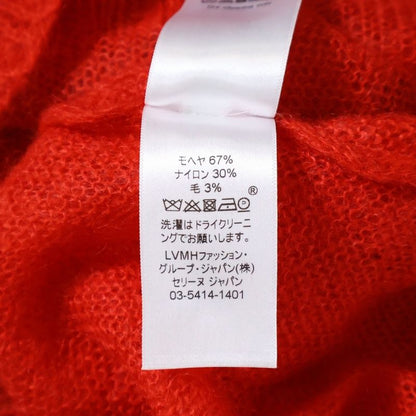 モヘヤ 67%
ナイロン 30%
毛 3%
®
洗濯はドライクリーニ
ングでお願いします。
LVMHファッション・
グループ・ジャパン(株)
セリーヌ ジャパン
03-5414-1401